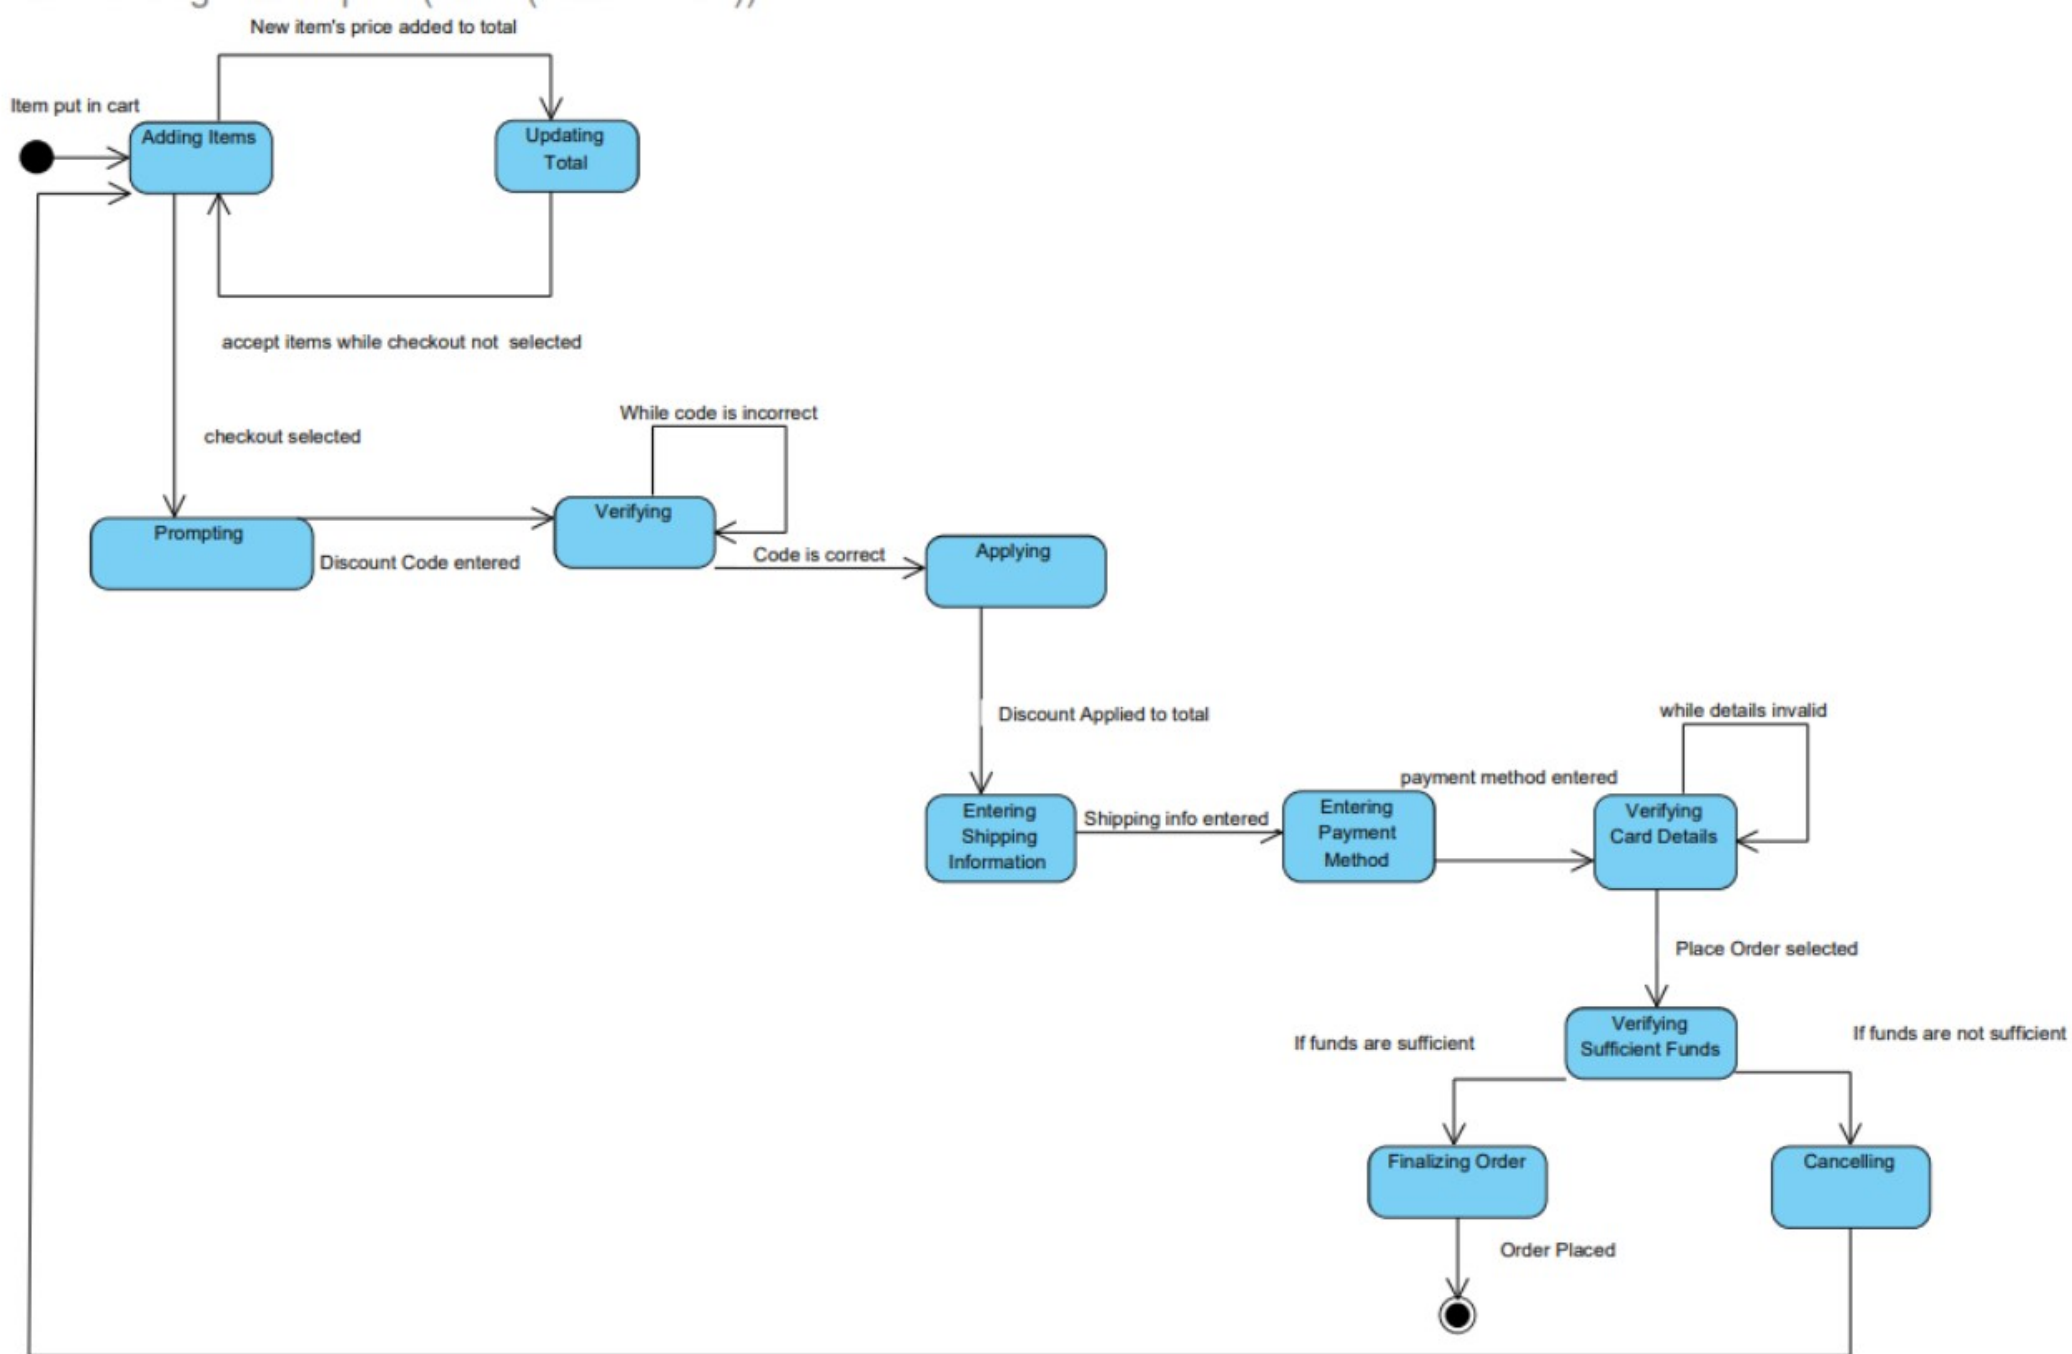 New item's price added to total
Item put in cart
Adding Items
Updating
Total
accept items while checkout not selected
checkout selected
While code is incorrect
Prompting
Discount Code entered
Verifying
Code is correct
Applying
Discount Applied to total
while details invalid
payment method entered
Entering
Shipping
Information
Shipping info entered
Entering
Payment
Method
Verifying
Card Details
Place Order selected
If funds are sufficient
Verifying
Sufficient Funds
If funds are not sufficient
Finalizing Order
Cancelling
Order Placed